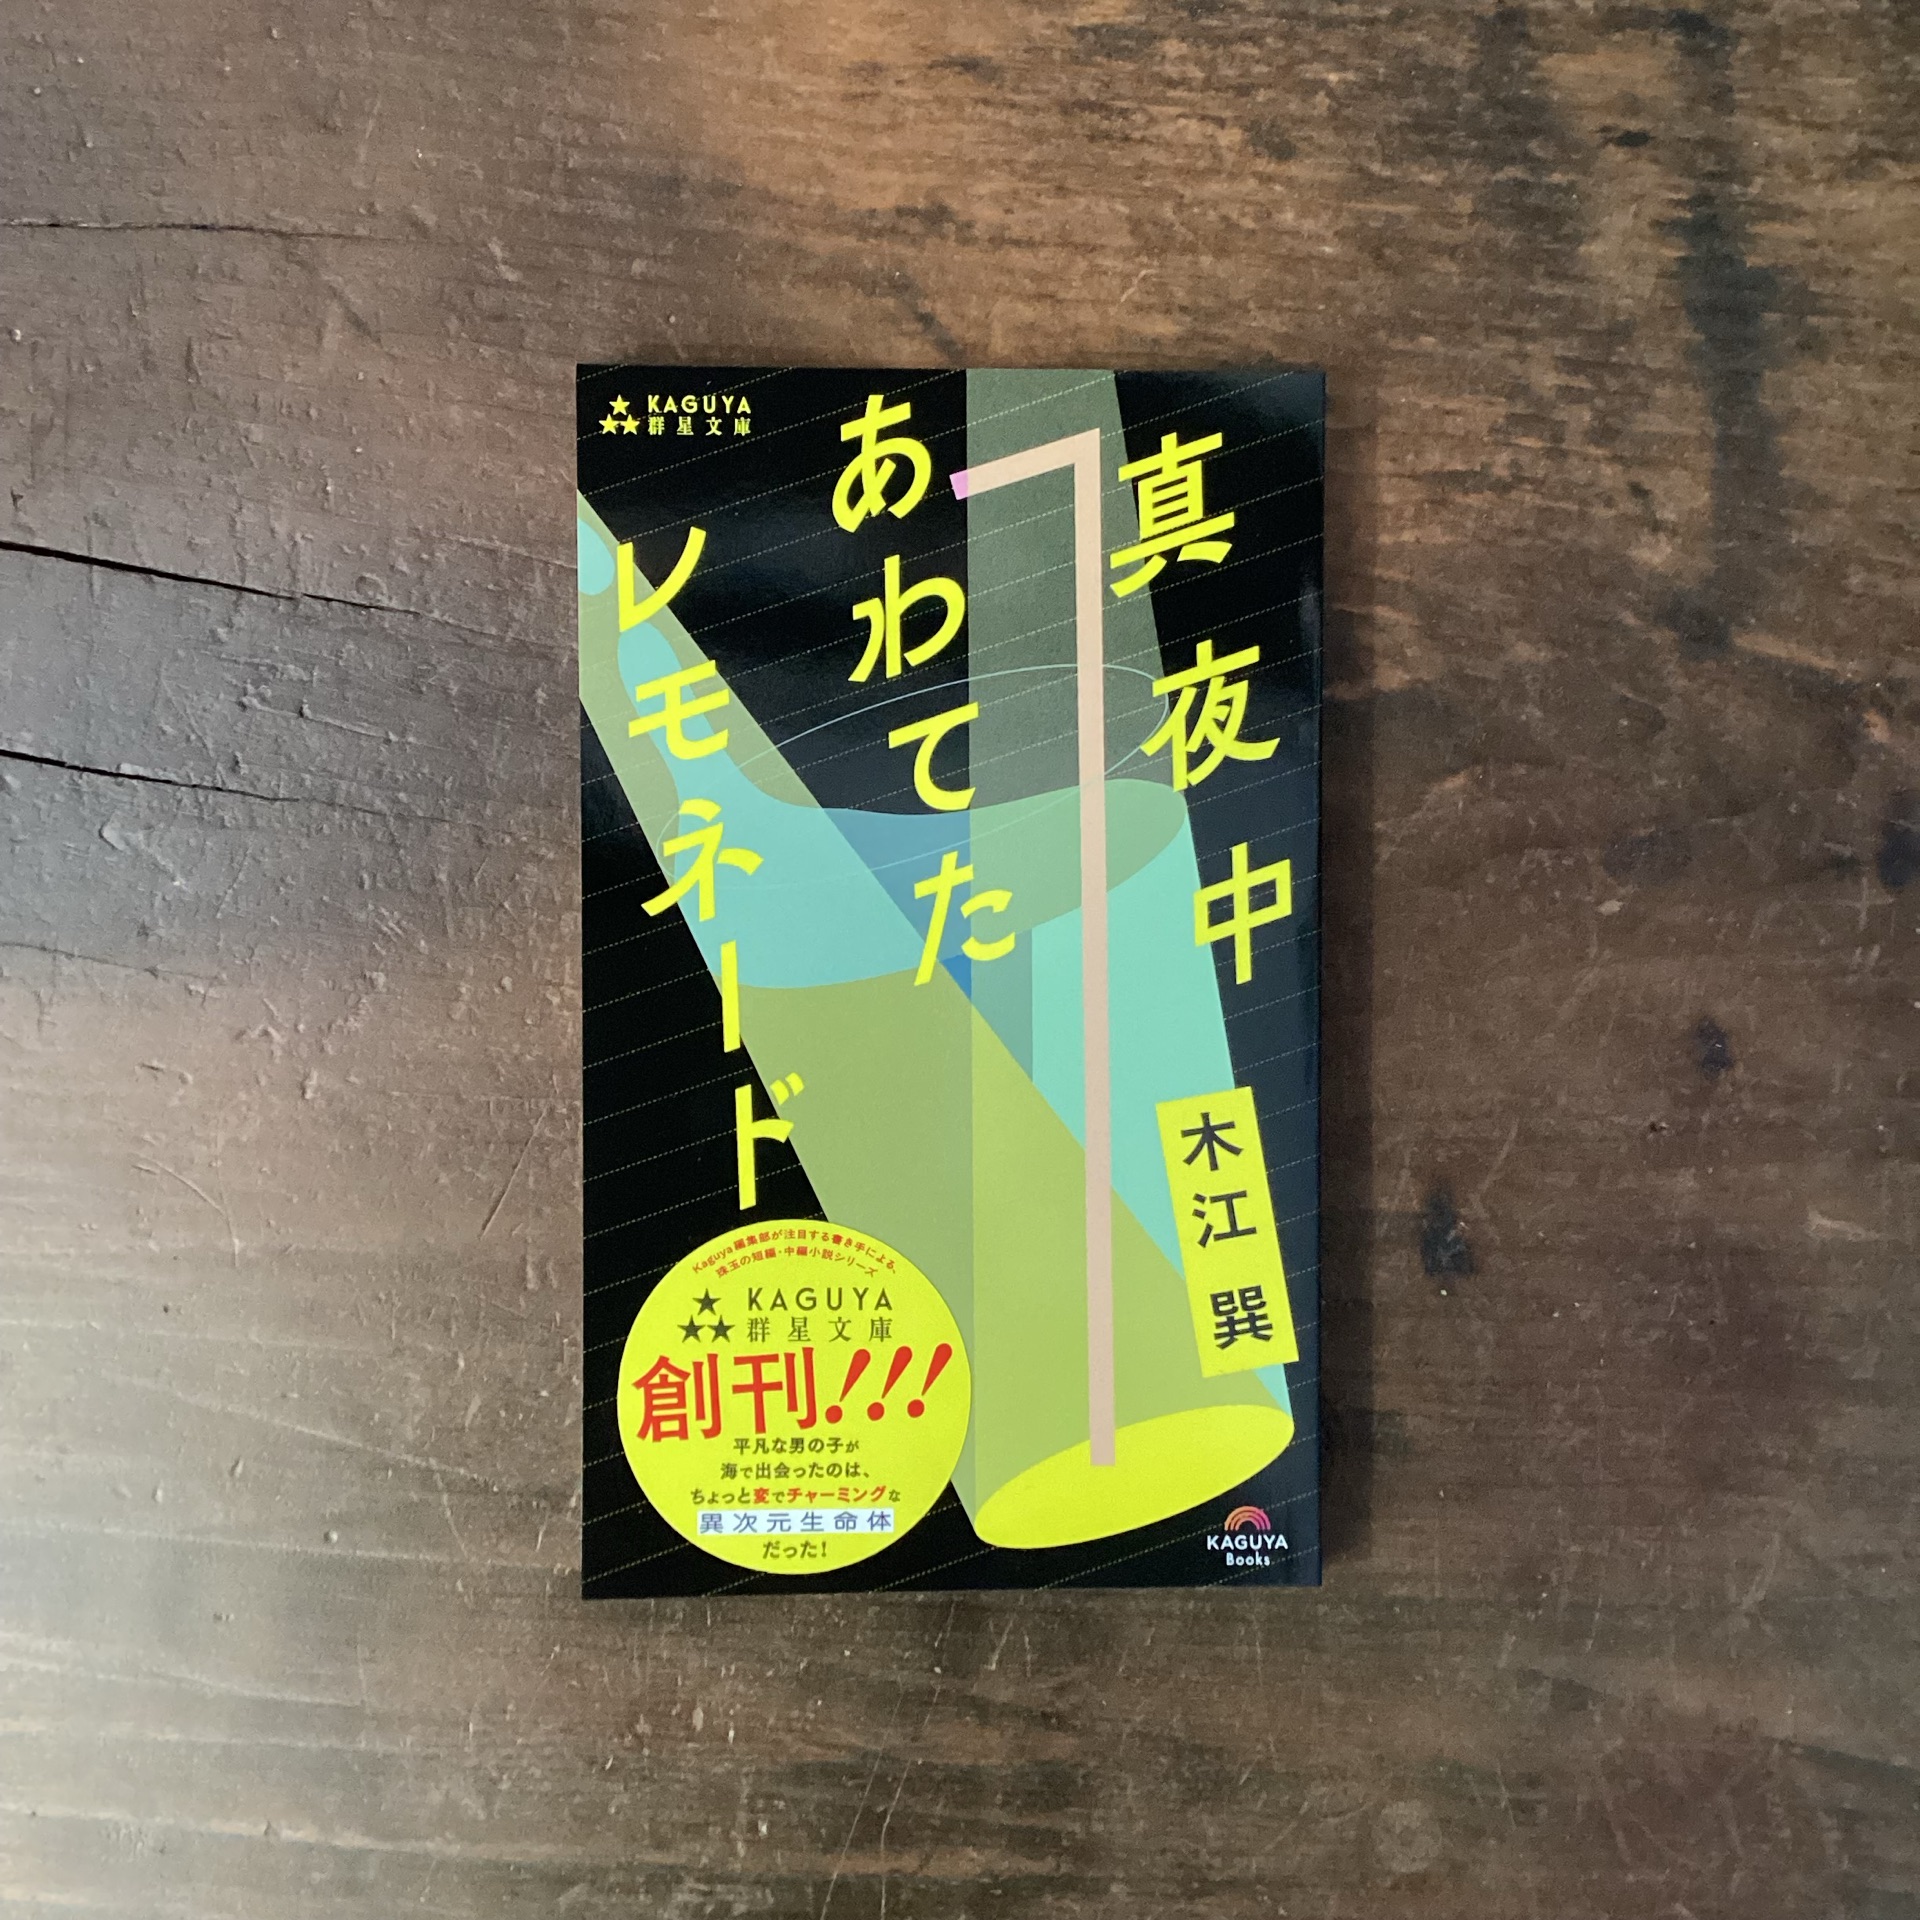 KAGUYA
群星文庫
真夜中
あわてた
レモネード
木江 巽
Kaguya編集部が注目する書き手による、
珠玉の短編・中編小説シリーズ
KAGUYA
群星文庫
創刊!!!
平凡な男の子が
海で出会ったのは、
ちょっと変でチャーミングな
異次元生命体
だった！
KAGUYA
Books